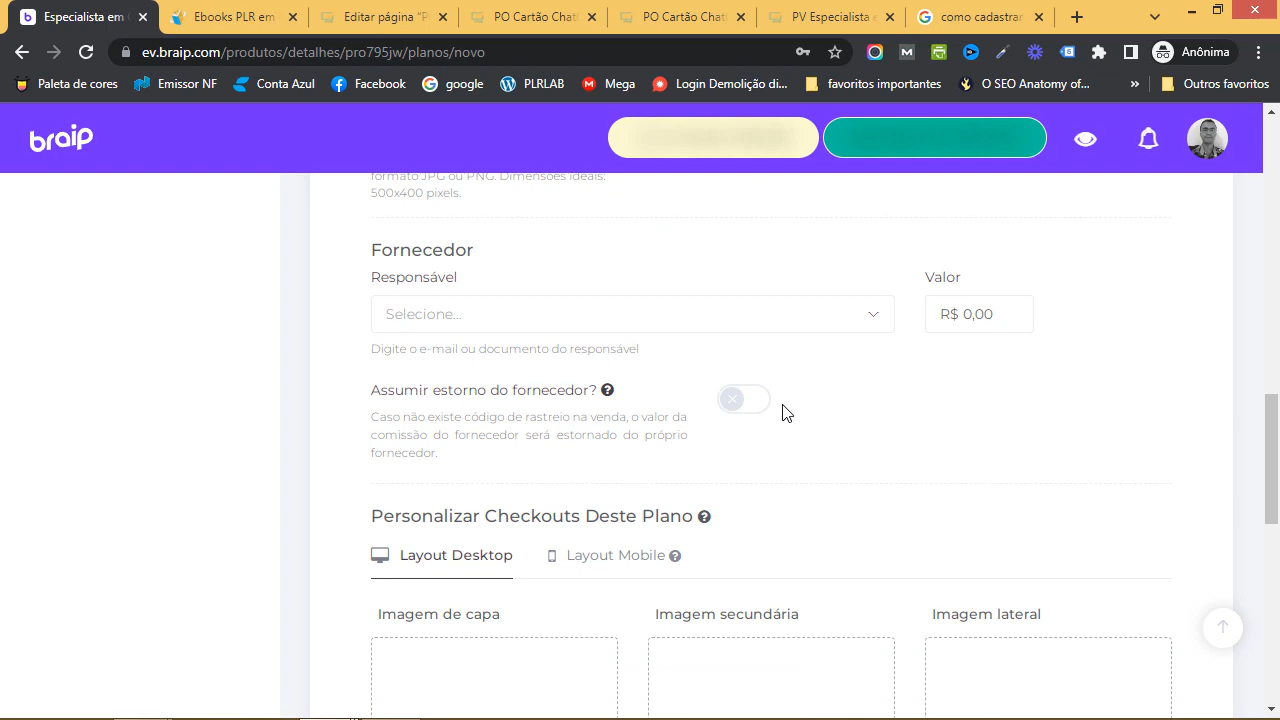 Especialista em
Ebooks PLR em
Editar página "P
PO Cartão Chat
PO Cartão Chat
PV Especialista e
como cadastrar
ev.braip.com/produtos/detalhes/pro795jw/planos/novo
Anônima
Paleta de cores
Emissor NF
Conta Azul
Facebook
google
PLRLAB
Mega
Login Demolição di...
favoritos importantes
O SEO Anatomy of...
Outros favoritos
braip
formato JPG ou PNG. Dimensões ideais:
500x400 pixels.
Fornecedor
Responsável
Valor
Selecione...
R$ 0,00
Digite o e-mail ou documento do responsável
Assumir estorno do fornecedor?
Caso não existe código de rastreio na venda, o valor da
comissão do fornecedor será estornado do próprio
fornecedor.
Personalizar Checkouts Deste Plano
Layout Desktop
Layout Mobile
Imagem de capa
Imagem secundária
Imagem lateral